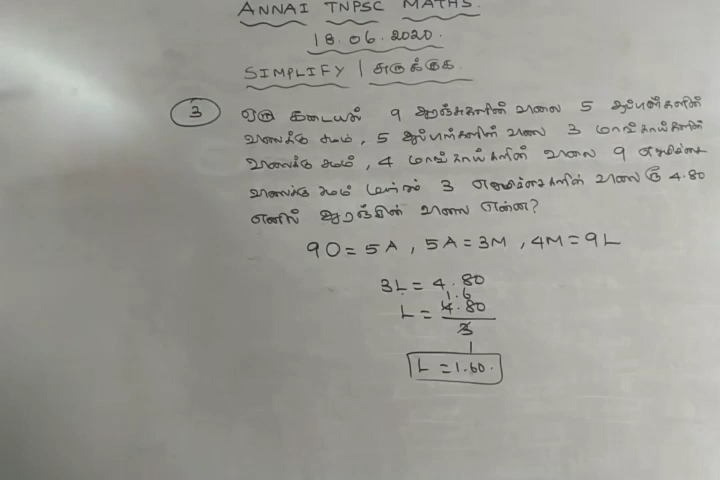 ANNAI TNPSC MATHS.
18.06.2020.
SIMPLIFY / சுருக்குக.
3 ஒரு கடையில் 9 ஆரஞ்சுகளின் விலை 5 ஆப்பிள்களின்
விலைக்கு சமம், 5 ஆப்பிள்களின் விலை 3 மாங்காய்களின்
விலைக்கு சமம், 4 மாங்காய்களின் விலை 9 எலுமிச்சை
விலைக்கு சமம் மற்றும் 3 எலுமிச்சைகளின் விலை ரூ 4.80
எனில் ஆரஞ்சின் விலை என்ன?
9O = 5A, 5A = 3M, 4M = 9L
3L = 4.80
1.6
L = 4.80
3
1
L = 1.60.